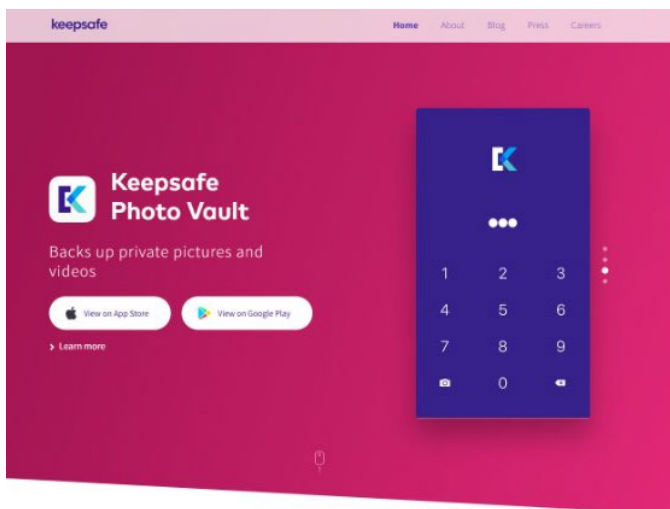 keepsafe
Home About Blog Press Careers
Keepsafe
Photo Vault
Backs up private pictures and
videos
View on App Store View on Google Play
Learn more
1 2 3
4 5 6
7 8 9
0